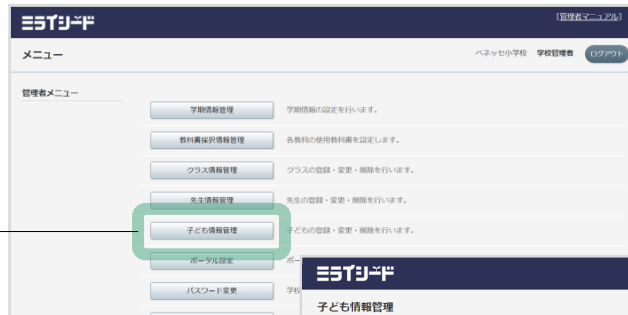 ミライシード
[管理者マニュアル]
メニュー
ベネッセ小学校 学校管理者 ログアウト
管理者メニュー
学期情報管理 学期情報の設定を行います。
教科書採択情報管理 各教科の使用教科書を設定します。
クラス情報管理 クラスの登録・変更・削除を行います。
先生情報管理 先生の登録・変更・削除を行います。
子ども情報管理 子どもの登録・変更・削除を行います。
ポータル設定 ポー
パスワード変更 学校
ミライシード
子ども情報管理